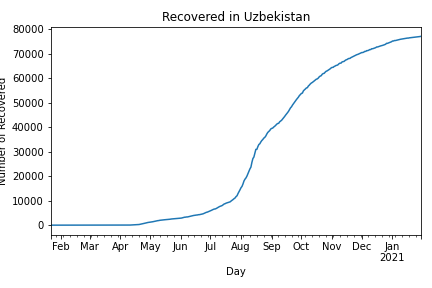 Recovered in Uzbekistan
80000
70000
60000
50000
40000
30000
20000
10000
0
Number of Recovered
Feb Mar Apr May Jun Jul Aug Sep Oct Nov Dec Jan
2021
Day